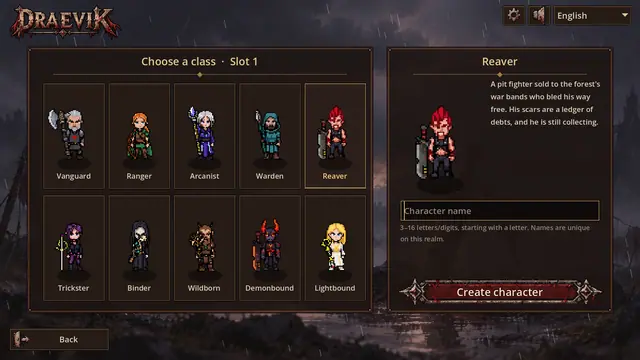 DRAEVIK
English
Choose a class · Slot 1
Vanguard
Ranger
Arcanist
Warden
Reaver
Trickster
Binder
Wildborn
Demonbound
Lightbound
Reaver
A pit fighter sold to the forest's
war bands who bled his way
free. His scars are a ledger of
debts, and he is still collecting.
Character name
3–16 letters/digits, starting with a letter. Names are unique
on this realm.
Create character
Back